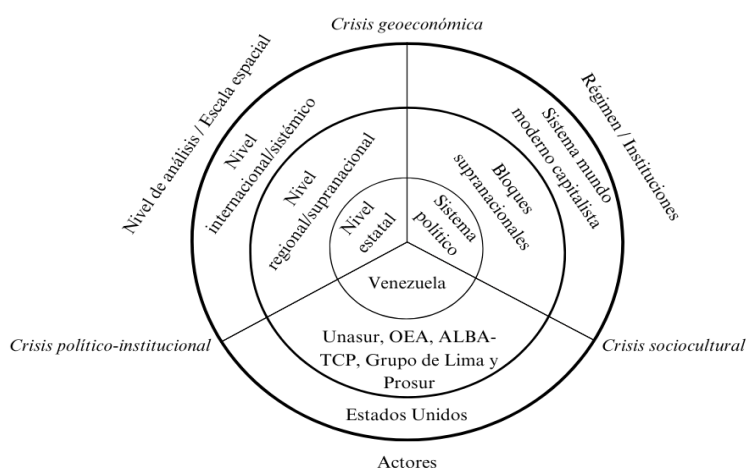 Crisis geoeconómica
Nivel de análisis / Escala espacial
Régimen / Instituciones
Nivel
internacional/sistémico
Sistema mundo
moderno capitalista
Nivel
regional/supranacional
Bloques
supranacionales
Nivel
estatal
Sistema
político
Venezuela
Crisis político-institucional
Crisis sociocultural
Unasur, OEA, ALBA-
TCP, Grupo de Lima y
Prosur
Estados Unidos
Actores